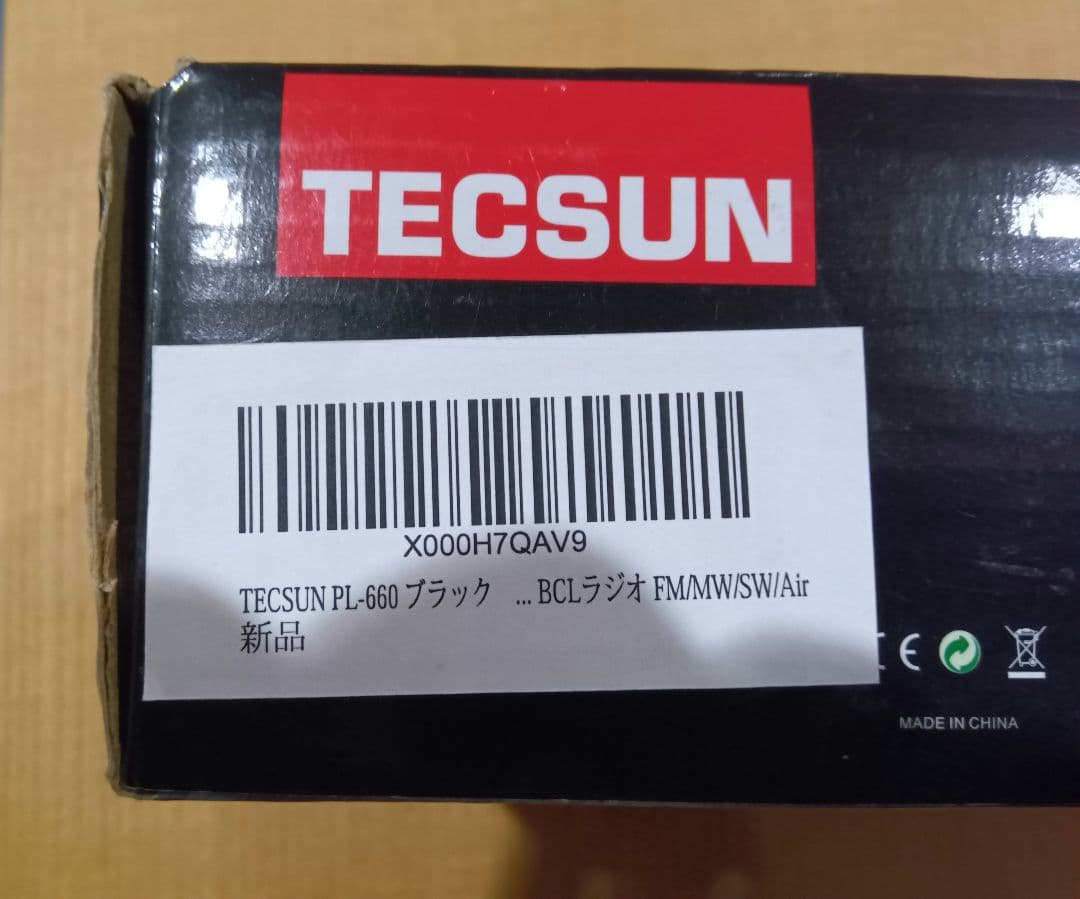 TECSUN
X000H7QAV9
TECSUN PL-660 ブラック ... BCLラジオ FM/MW/SW/Air
新品
CE
MADE IN CHINA